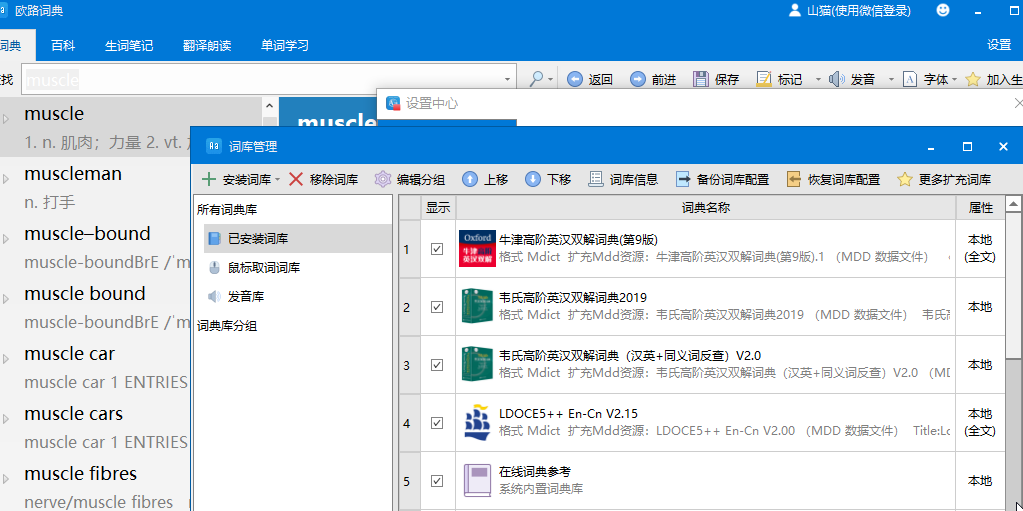 欧路词典
山猫(使用微信登录)
词典 百科 生词笔记 翻译朗读 单词学习 设置
muscle 返回 前进 保存 标记 发音 字体 加入生
设置中心
muscle
muscle
1. n. 肌肉；力量 2. vt.
muscleman
n. 打手
muscle–bound
muscle-boundBrE /ˈm
muscle bound
muscle-boundBrE /ˈm
muscle car
muscle car 1 ENTRIES
muscle cars
muscle car 1 ENTRIES
muscle fibres
nerve/muscle fibres
词库管理
安装词库 移除词库 编辑分组 上移 下移 词库信息 备份词库配置 恢复词库配置 更多扩充词库
所有词典库
已安装词库
鼠标取词词库
发音库
词典库分组
显示 词典名称 属性
1 牛津高阶英汉双解词典(第9版) 本地
格式 Mdict 扩充Mdd资源：牛津高阶英汉双解词典(第9版).1 （MDD 数据文件） (全文)
Oxford
牛津高阶
英汉双解
2 韦氏高阶英汉双解词典2019 本地
格式 Mdict 扩充Mdd资源：韦氏高阶英汉双解词典2019 （MDD 数据文件） 韦氏高
3 韦氏高阶英汉双解词典（汉英+同义词反查）V2.0 本地
格式 Mdict 扩充Mdd资源：韦氏高阶英汉双解词典（汉英+同义词反查）V2.0 （MD
4 LDOCE5++ En-Cn V2.15 本地
格式 Mdict 扩充Mdd资源：LDOCE5++ En-Cn V2.00 （MDD 数据文件） Title:Lo (全文)
5 在线词典参考 本地
系统内置词典库